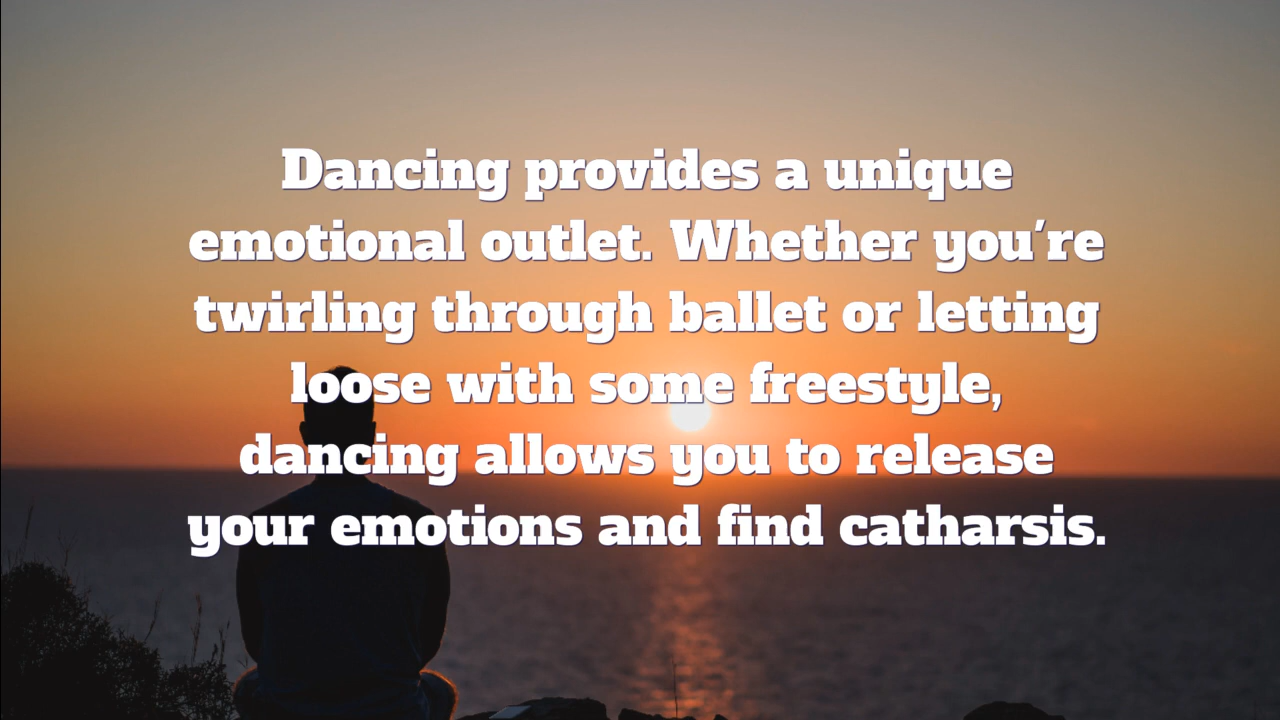 Dancing provides a unique
emotional outlet. Whether you're
twirling through ballet or letting
loose with some freestyle,
dancing allows you to release
your emotions and find catharsis.